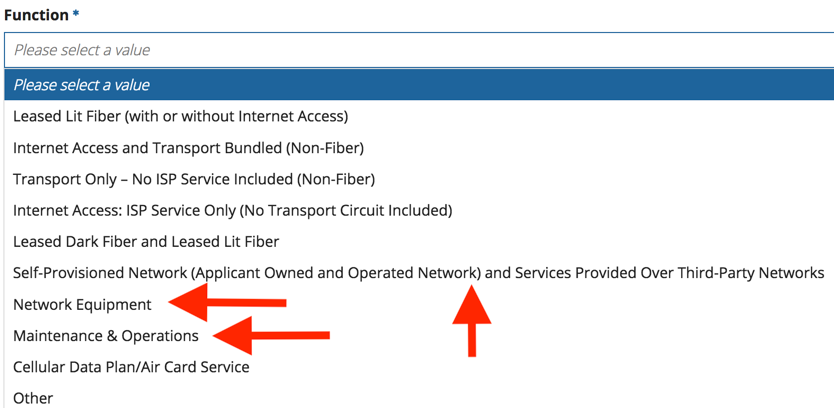 Function *
Please select a value
Please select a value
Leased Lit Fiber (with or without Internet Access)
Internet Access and Transport Bundled (Non-Fiber)
Transport Only – No ISP Service Included (Non-Fiber)
Internet Access: ISP Service Only (No Transport Circuit Included)
Leased Dark Fiber and Leased Lit Fiber
Self-Provisioned Network (Applicant Owned and Operated Network) and Services Provided Over Third-Party Networks
Network Equipment
Maintenance & Operations
Cellular Data Plan/Air Card Service
Other